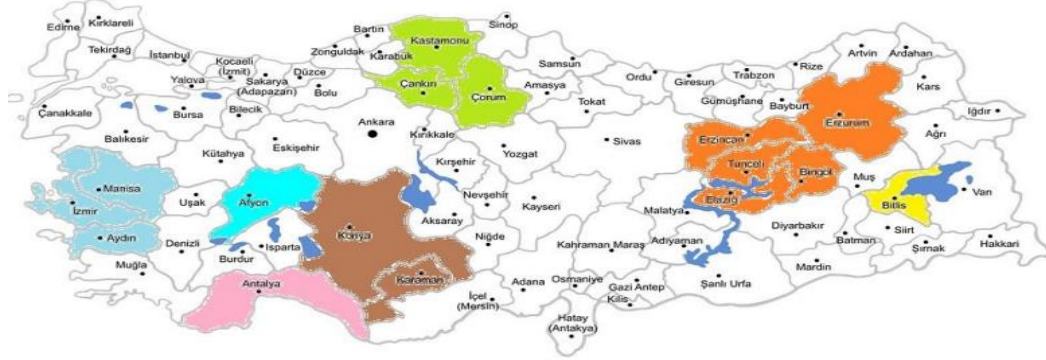 Edirne
Kırklareli
Tekirdağ
İstanbul
Kocaeli
(İzmit)
Yalova
Sakarya
(Adapazarı)
Düzce
Bolu
Zonguldak
Bartın
Karabük
Kastamonu
Sinop
Çankırı
Çorum
Samsun
Amasya
Ordu
Giresun
Trabzon
Rize
Artvin
Ardahan
Kars
Gümüşhane
Bayburt
Erzurum
Iğdır
Ağrı
Çanakkale
Bursa
Bilecik
Balıkesir
Kütahya
Eskişehir
Ankara
Kırıkkale
Tokat
Yozgat
Sivas
Erzincan
Tunceli
Bingöl
Elazığ
Muş
Bitlis
Van
Manisa
İzmir
Uşak
Afyon
Kırşehir
Nevşehir
Kayseri
Aksaray
Malatya
Aydın
Denizli
Isparta
Burdur
Konya
Karaman
Niğde
Kahraman Maraş
Adıyaman
Diyarbakır
Batman
Siirt
Şırnak
Hakkari
Muğla
Antalya
İçel
(Mersin)
Adana
Osmaniye
Gazi Antep
Kilis
Şanlı Urfa
Mardin
Hatay
(Antakya)